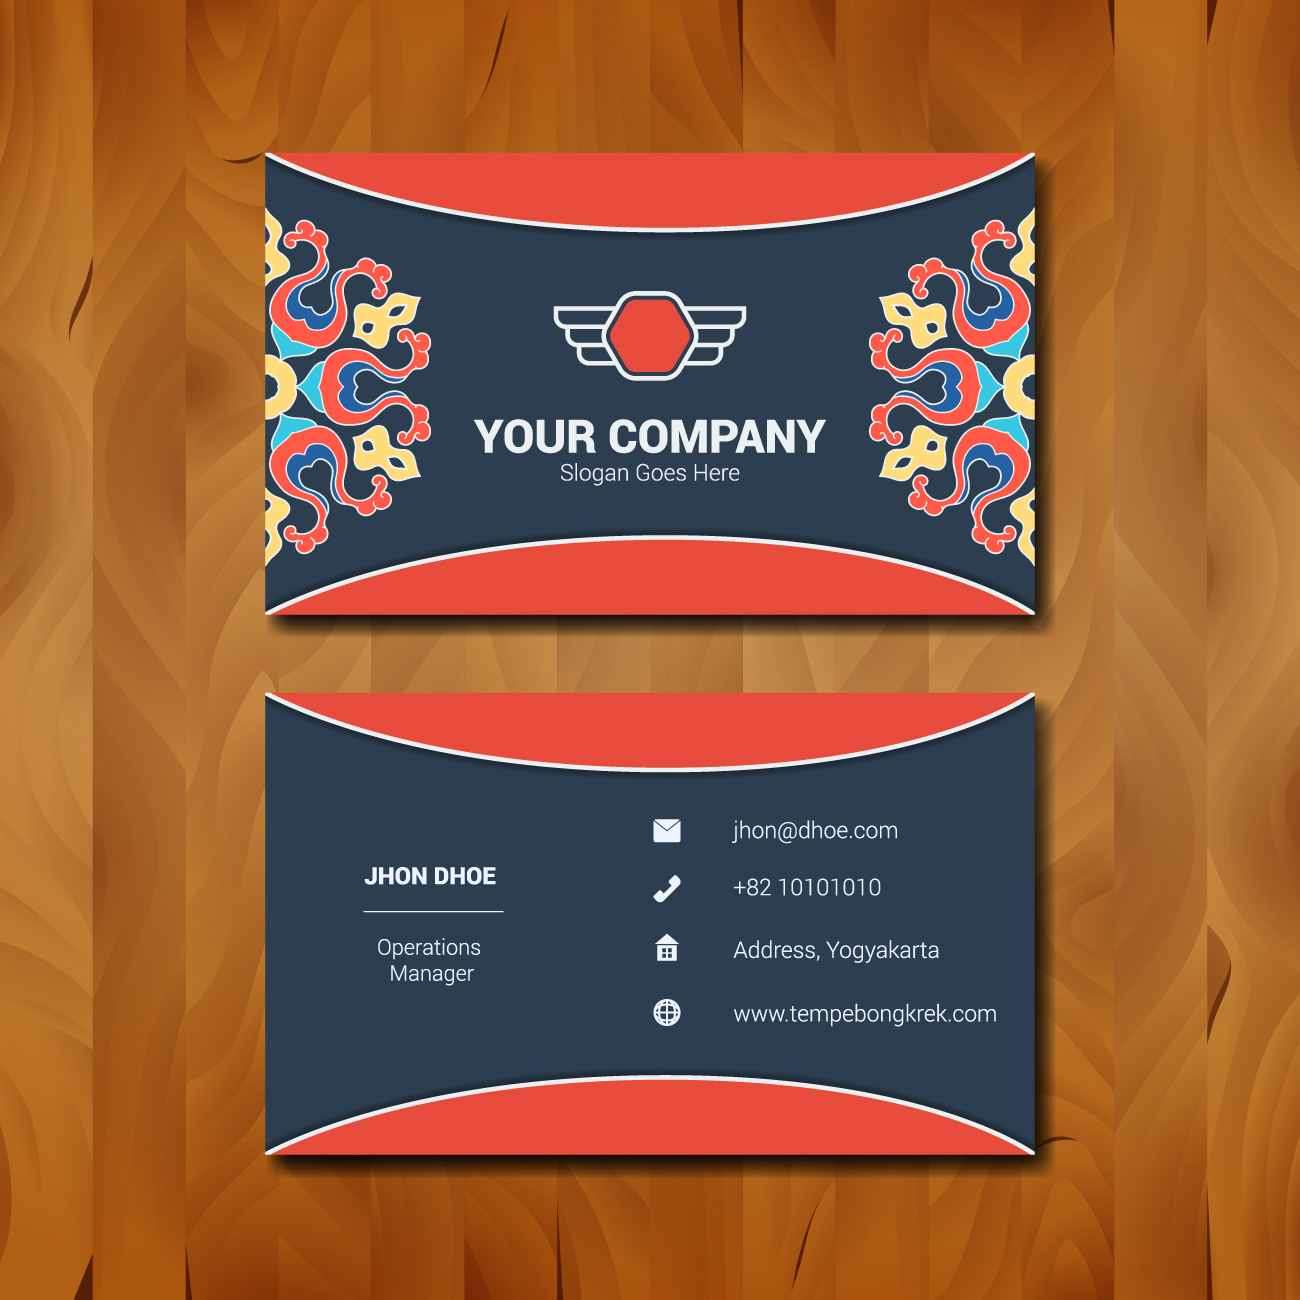 YOUR COMPANY
Slogan Goes Here
JHON DHOE
Operations
Manager
jhon@dhoe.com
+82 10101010
Address, Yogyakarta
www.tempebongkrek.com